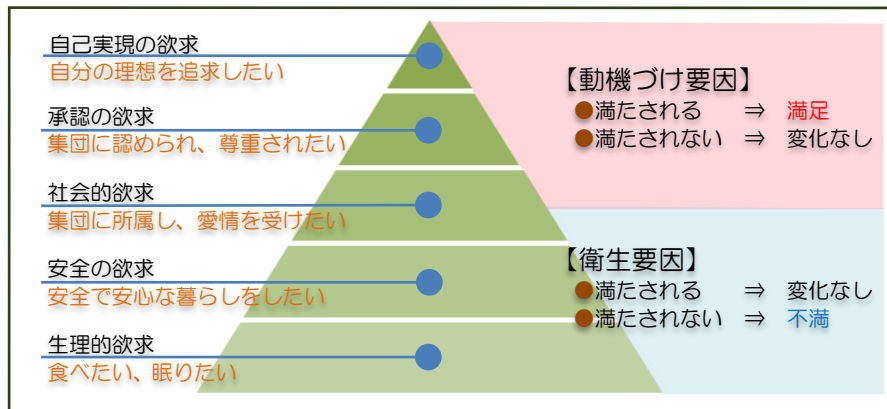 自己実現の欲求
自分の理想を追求したい
承認の欲求
集団に認められ、尊重されたい
社会的欲求
集団に所属し、愛情を受けたい
安全の欲求
安全で安心な暮らしをしたい
生理的欲求
食べたい、眠りたい
【動機づけ要因】
●満たされる ⇒ 満足
●満たされない ⇒ 変化なし
【衛生要因】
●満たされる ⇒ 変化なし
●満たされない ⇒ 不満